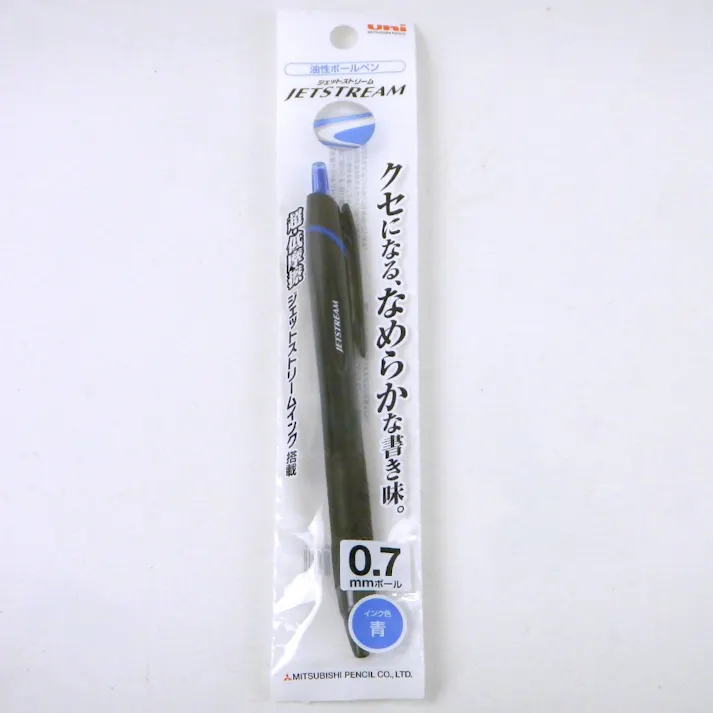 uni
MITSUBISHI PENCIL
油性ボールペン
ジェットストリーム
JETSTREAM
クセになる、なめらかな書き味。
超・低摩擦
ジェットストリームインク搭載
JETSTREAM
0.7
mmボール
インク色
青
MITSUBISHI PENCIL CO., LTD.